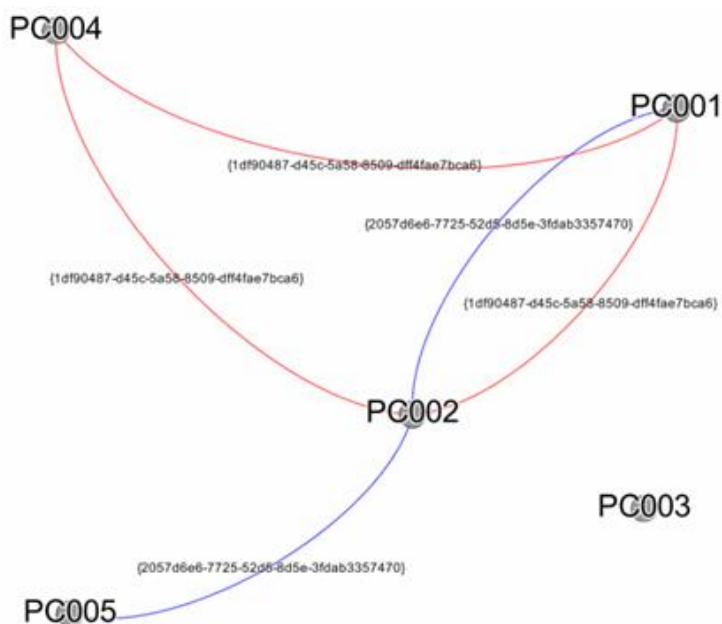 PC004
PC001
{1df90487-d45c-5a58-8509-dff4fae7bca6}
{2057d6e6-7725-52d5-8d5e-3fdab3357470}
{1df90487-d45c-5a58-8509-dff4fae7bca6}
{1df90487-d45c-5a58-8509-dff4fae7bca6}
PC002
PC003
{2057d6e6-7725-52d5-8d5e-3fdab3357470}
PC005